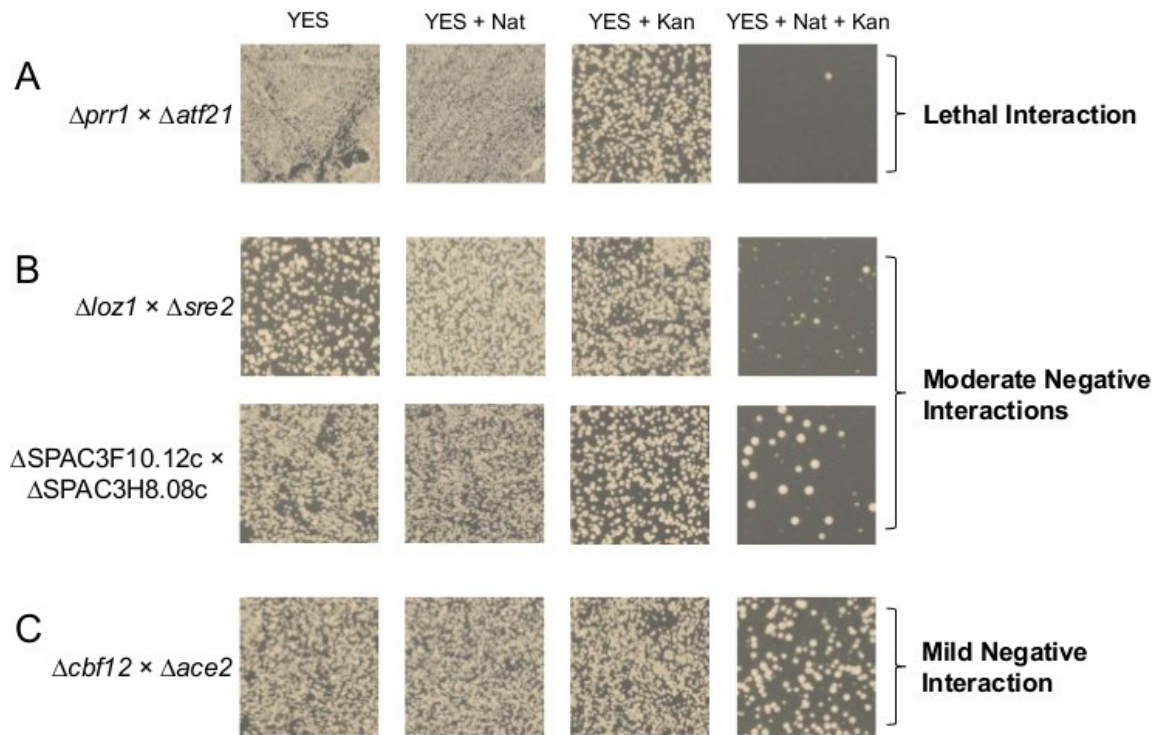 YES YES + Nat YES + Kan YES + Nat + Kan
A
Δprr1 × Δatf21
Lethal Interaction
B
Δloz1 × Δsre2
Moderate Negative
Interactions
ΔSPAC3F10.12c ×
ΔSPAC3H8.08c
C
Δcbf12 × Δace2
Mild Negative
Interaction